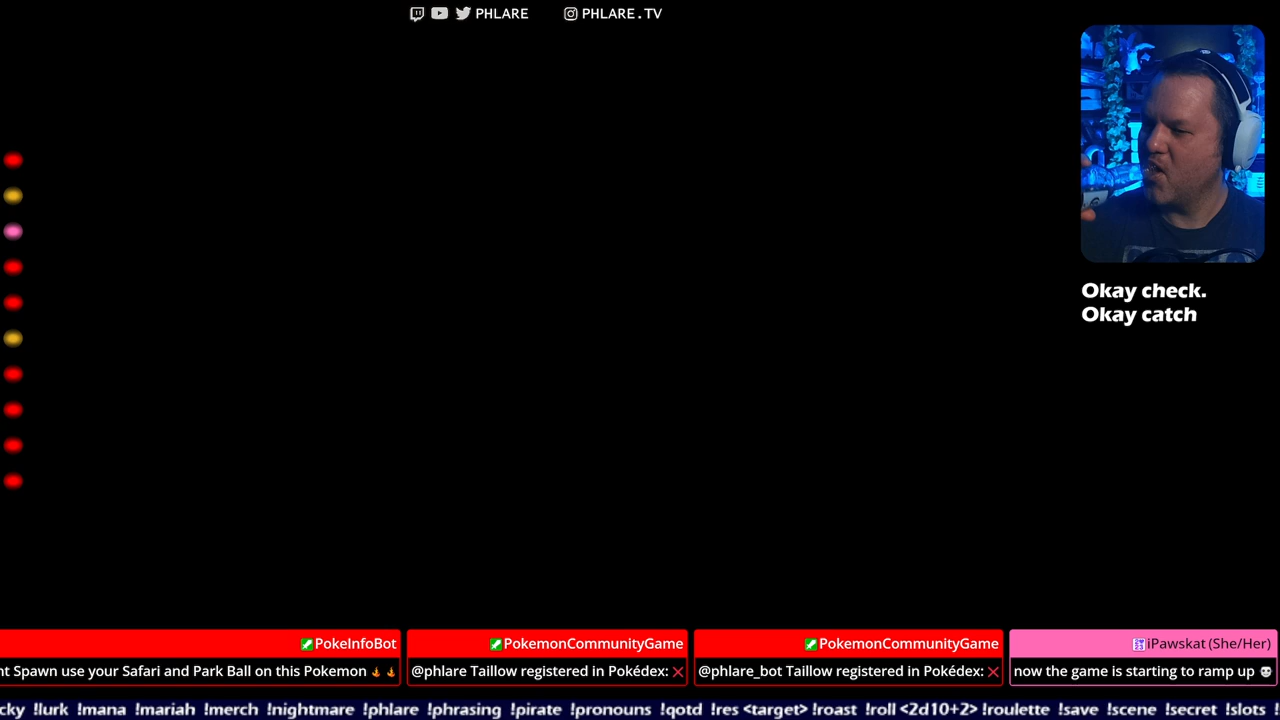 PHLARE PHLARE.TV
Okay check.
Okay catch
PokeInfoBot
nt Spawn use your Safari and Park Ball on this Pokemon
PokemonCommunityGame
@phlare Taillow registered in Pokédex: ❌
PokemonCommunityGame
@phlare_bot Taillow registered in Pokédex: ❌
iPawskat (She/Her)
now the game is starting to ramp up 💀
cky !lurk !mana !mariah !merch !nightmare !phlare !phrasing !pirate !pronouns !qotd !res <target> !roast !roll <2d10+2> !roulette !save !scene !secret !slots !